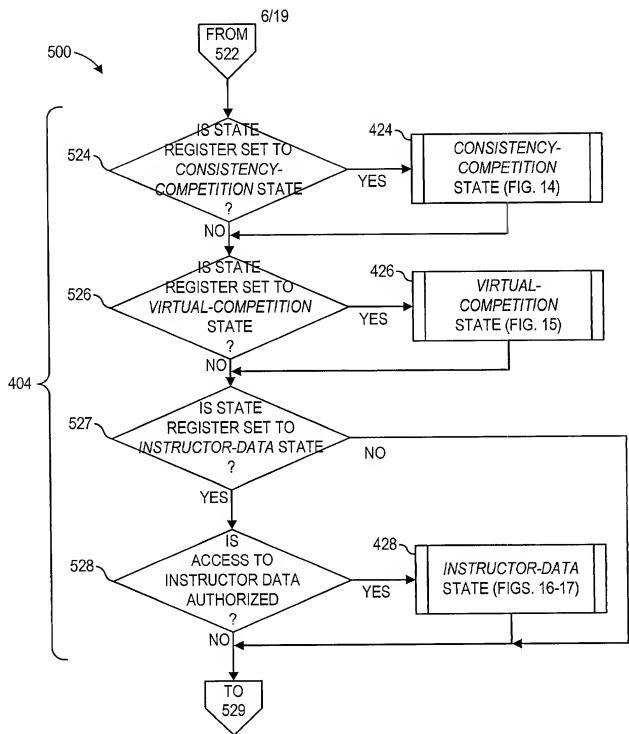 6/19
FROM
522
500
524
IS STATE
REGISTER SET TO
CONSISTENCY-
COMPETITION STATE
?
YES
NO
424
CONSISTENCY-
COMPETITION
STATE (FIG. 14)
526
IS STATE
REGISTER SET TO
VIRTUAL-COMPETITION
STATE
?
YES
NO
426
VIRTUAL-
COMPETITION
STATE (FIG. 15)
404
527
IS STATE
REGISTER SET TO
INSTRUCTOR-DATA STATE
?
NO
YES
528
IS
ACCESS TO
INSTRUCTOR DATA
AUTHORIZED
?
YES
NO
428
INSTRUCTOR-DATA
STATE (FIGS. 16-17)
TO
529